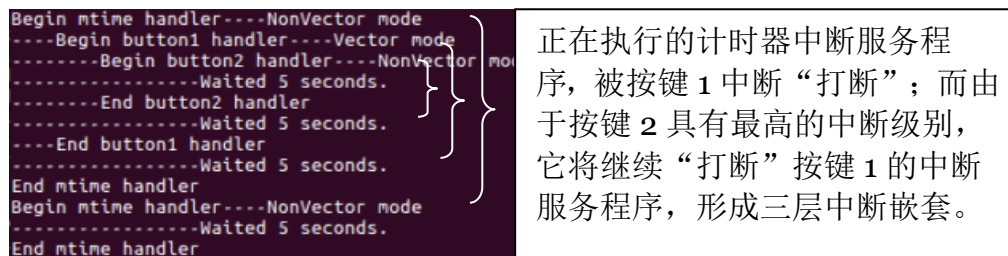 Begin mtime handler----NonVector mode
----Begin button1 handler----Vector mode
--------Begin button2 handler----NonVector mo
-----------------Waited 5 seconds.
--------End button2 handler
-----------------Waited 5 seconds.
----End button1 handler
-----------------Waited 5 seconds.
End mtime handler
Begin mtime handler----NonVector mode
-----------------Waited 5 seconds.
End mtime handler
正在执行的计时器中断服务程
序，被按键 1 中断“打断”；而由
于按键 2 具有最高的中断级别，
它将继续“打断”按键 1 的中断
服务程序，形成三层中断嵌套。